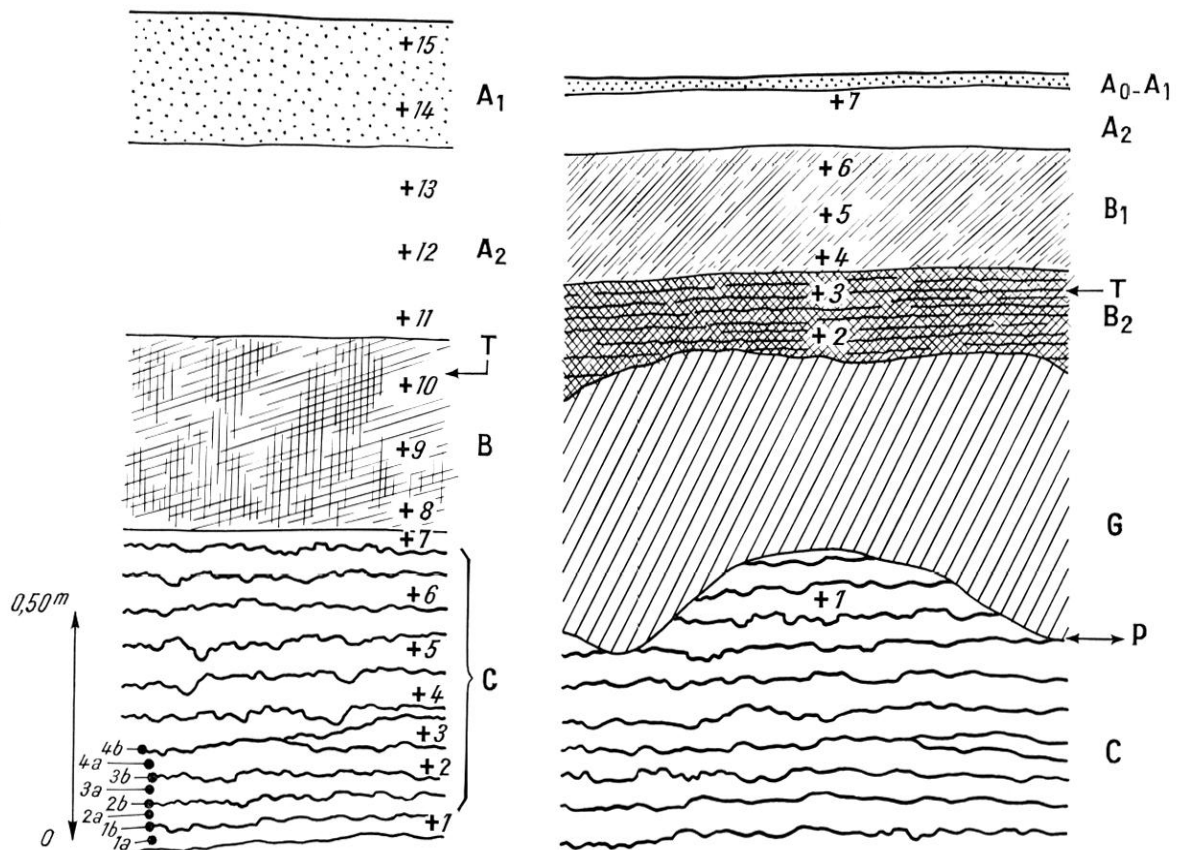 +15
+14
A1
+13
+12
A2
+11
T
+10
+9
B
+8
+7
0,50 m
+6
+5
C
+4
+3
4b
4a
+2
3b
3a
2b
2a
+1
1b
1a
0
A0-A1
+7
A2
+6
+5
B1
+4
+3
T
B2
+2
G
+1
P
C